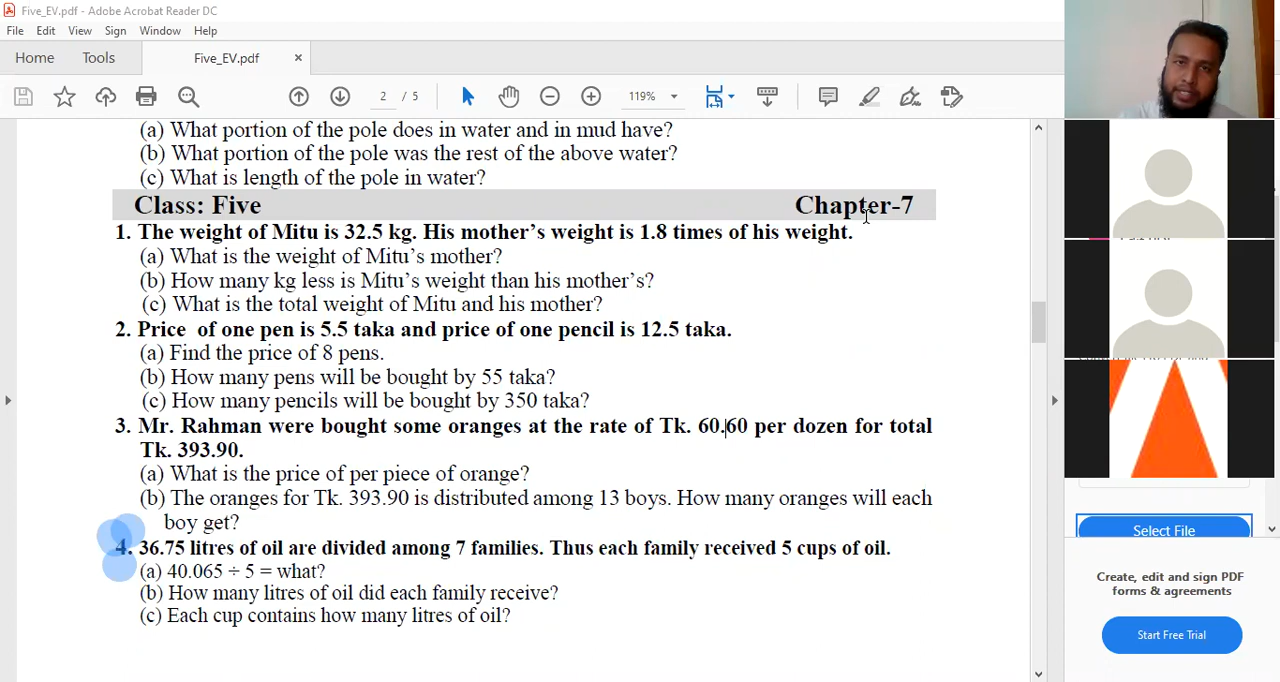 Five_EV.pdf - Adobe Acrobat Reader DC
File Edit View Sign Window Help
Home Tools Five_EV.pdf ×
2 / 5 119%
(a) What portion of the pole does in water and in mud have?
(b) What portion of the pole was the rest of the above water?
(c) What is length of the pole in water?
Class: Five Chapter-7
1. The weight of Mitu is 32.5 kg. His mother's weight is 1.8 times of his weight.
(a) What is the weight of Mitu's mother?
(b) How many kg less is Mitu's weight than his mother's?
(c) What is the total weight of Mitu and his mother?
2. Price of one pen is 5.5 taka and price of one pencil is 12.5 taka.
(a) Find the price of 8 pens.
(b) How many pens will be bought by 55 taka?
(c) How many pencils will be bought by 350 taka?
3. Mr. Rahman were bought some oranges at the rate of Tk. 60.60 per dozen for total
Tk. 393.90.
(a) What is the price of per piece of orange?
(b) The oranges for Tk. 393.90 is distributed among 13 boys. How many oranges will each
boy get?
4. 36.75 litres of oil are divided among 7 families. Thus each family received 5 cups of oil.
(a) 40.065 ÷ 5 = what?
(b) How many litres of oil did each family receive?
(c) Each cup contains how many litres of oil?
Select File
Create, edit and sign PDF
forms & agreements
Start Free Trial